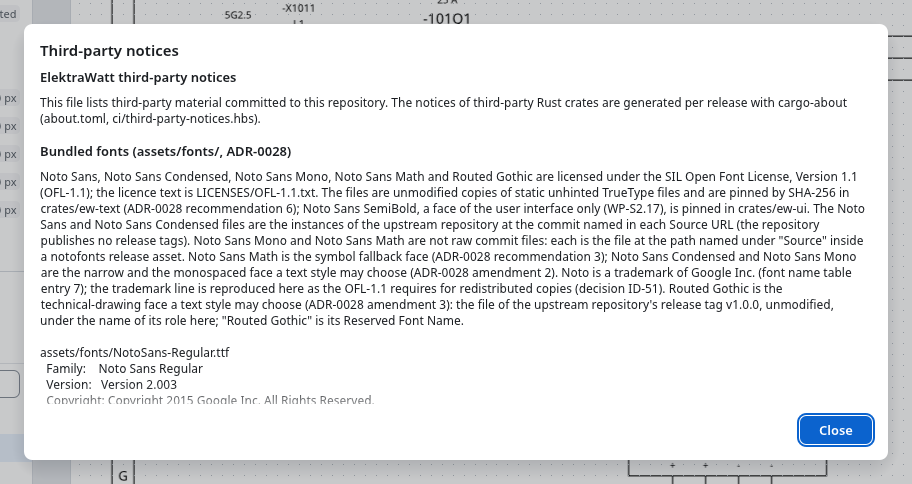 ted
5G2.5
-X1011
-101Q1
Third-party notices
ElektraWatt third-party notices
This file lists third-party material committed to this repository. The notices of third-party Rust crates are generated per release with cargo-about
(about.toml, ci/third-party-notices.hbs).
Bundled fonts (assets/fonts/, ADR-0028)
Noto Sans, Noto Sans Condensed, Noto Sans Mono, Noto Sans Math and Routed Gothic are licensed under the SIL Open Font License, Version 1.1
(OFL-1.1); the licence text is LICENSES/OFL-1.1.txt. The files are unmodified copies of static unhinted TrueType files and are pinned by SHA-256 in
crates/ew-text (ADR-0028 recommendation 6); Noto Sans SemiBold, a face of the user interface only (WP-S2.17), is pinned in crates/ew-ui. The Noto
Sans and Noto Sans Condensed files are the instances of the upstream repository at the commit named in each Source URL (the repository
publishes no release tags). Noto Sans Mono and Noto Sans Math are not raw commit files: each is the file at the path named under "Source" inside
a notofonts release asset. Noto Sans Math is the symbol fallback face (ADR-0028 recommendation 3); Noto Sans Condensed and Noto Sans Mono
are the narrow and the monospaced face a text style may choose (ADR-0028 amendment 2). Noto is a trademark of Google Inc. (font name table
entry 7); the trademark line is reproduced here as the OFL-1.1 requires for redistributed copies (decision ID-51). Routed Gothic is the
technical-drawing face a text style may choose (ADR-0028 amendment 3): the file of the upstream repository's release tag v1.0.0, unmodified,
under the name of its role here; "Routed Gothic" is its Reserved Font Name.
assets/fonts/NotoSans-Regular.ttf
Family: Noto Sans Regular
Version: Version 2.003
Copyright: Copyright 2015 Google Inc. All Rights Reserved.
px
px
px
px
px
Close
+ + - -
G